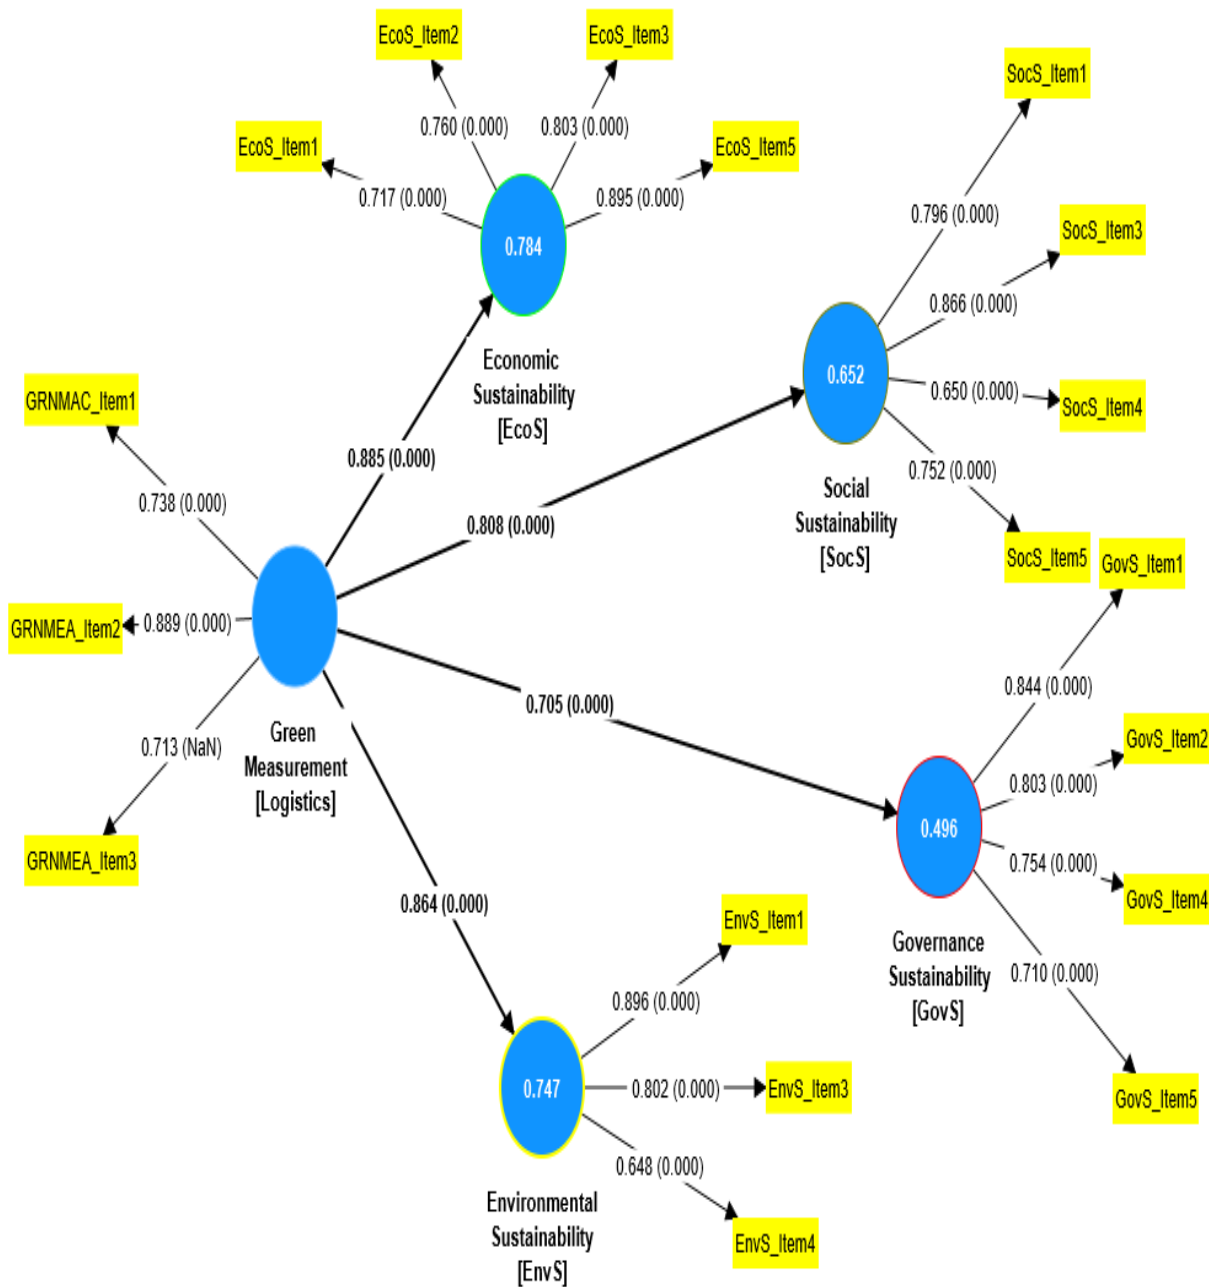 EcoS_Item2
EcoS_Item3
SocS_Item1
0.760 (0.000)
0.803 (0.000)
EcoS_Item1
EcoS_Item5
0.717 (0.000)
0.895 (0.000)
0.796 (0.000)
SocS_Item3
0.784
0.866 (0.000)
Economic
Sustainability
[EcoS]
0.652
0.650 (0.000)
SocS_Item4
GRNMAC_Item1
0.885 (0.000)
0.752 (0.000)
0.738 (0.000)
0.808 (0.000)
Social
Sustainability
[SocS]
SocS_Item5
GovS_Item1
GRNMEA_Item2
0.889 (0.000)
0.844 (0.000)
0.705 (0.000)
0.713 (NaN)
Green
Measurement
[Logistics]
GovS_Item2
0.803 (0.000)
0.496
GRNMEA_Item3
0.754 (0.000)
GovS_Item4
0.864 (0.000)
EnvS_Item1
Governance
Sustainability
[GovS]
0.710 (0.000)
0.896 (0.000)
0.747
0.802 (0.000)
EnvS_Item3
GovS_Item5
0.648 (0.000)
Environmental
Sustainability
[EnvS]
EnvS_Item4